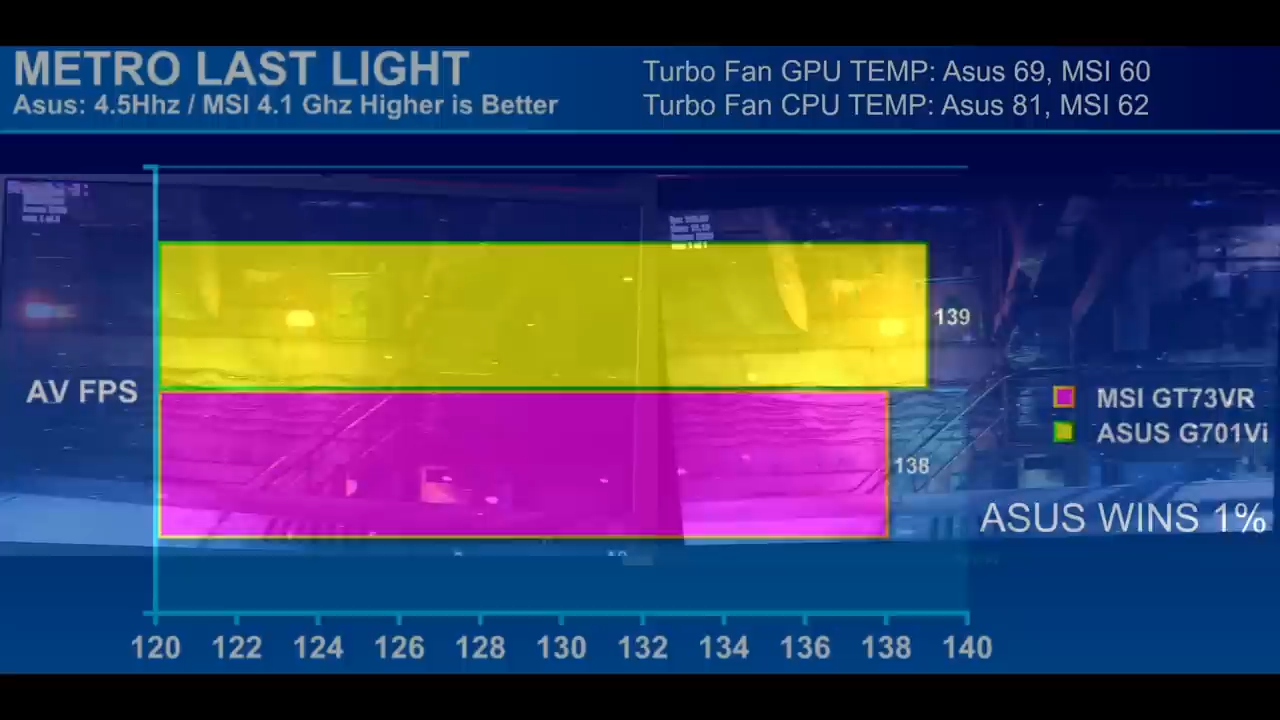 METRO LAST LIGHT
Asus: 4.5Hhz / MSI 4.1 Ghz Higher is Better
Turbo Fan GPU TEMP: Asus 69, MSI 60
Turbo Fan CPU TEMP: Asus 81, MSI 62
139
AV FPS
MSI GT73VR
ASUS G701Vi
138
ASUS WINS 1%
120 122 124 126 128 130 132 134 136 138 140